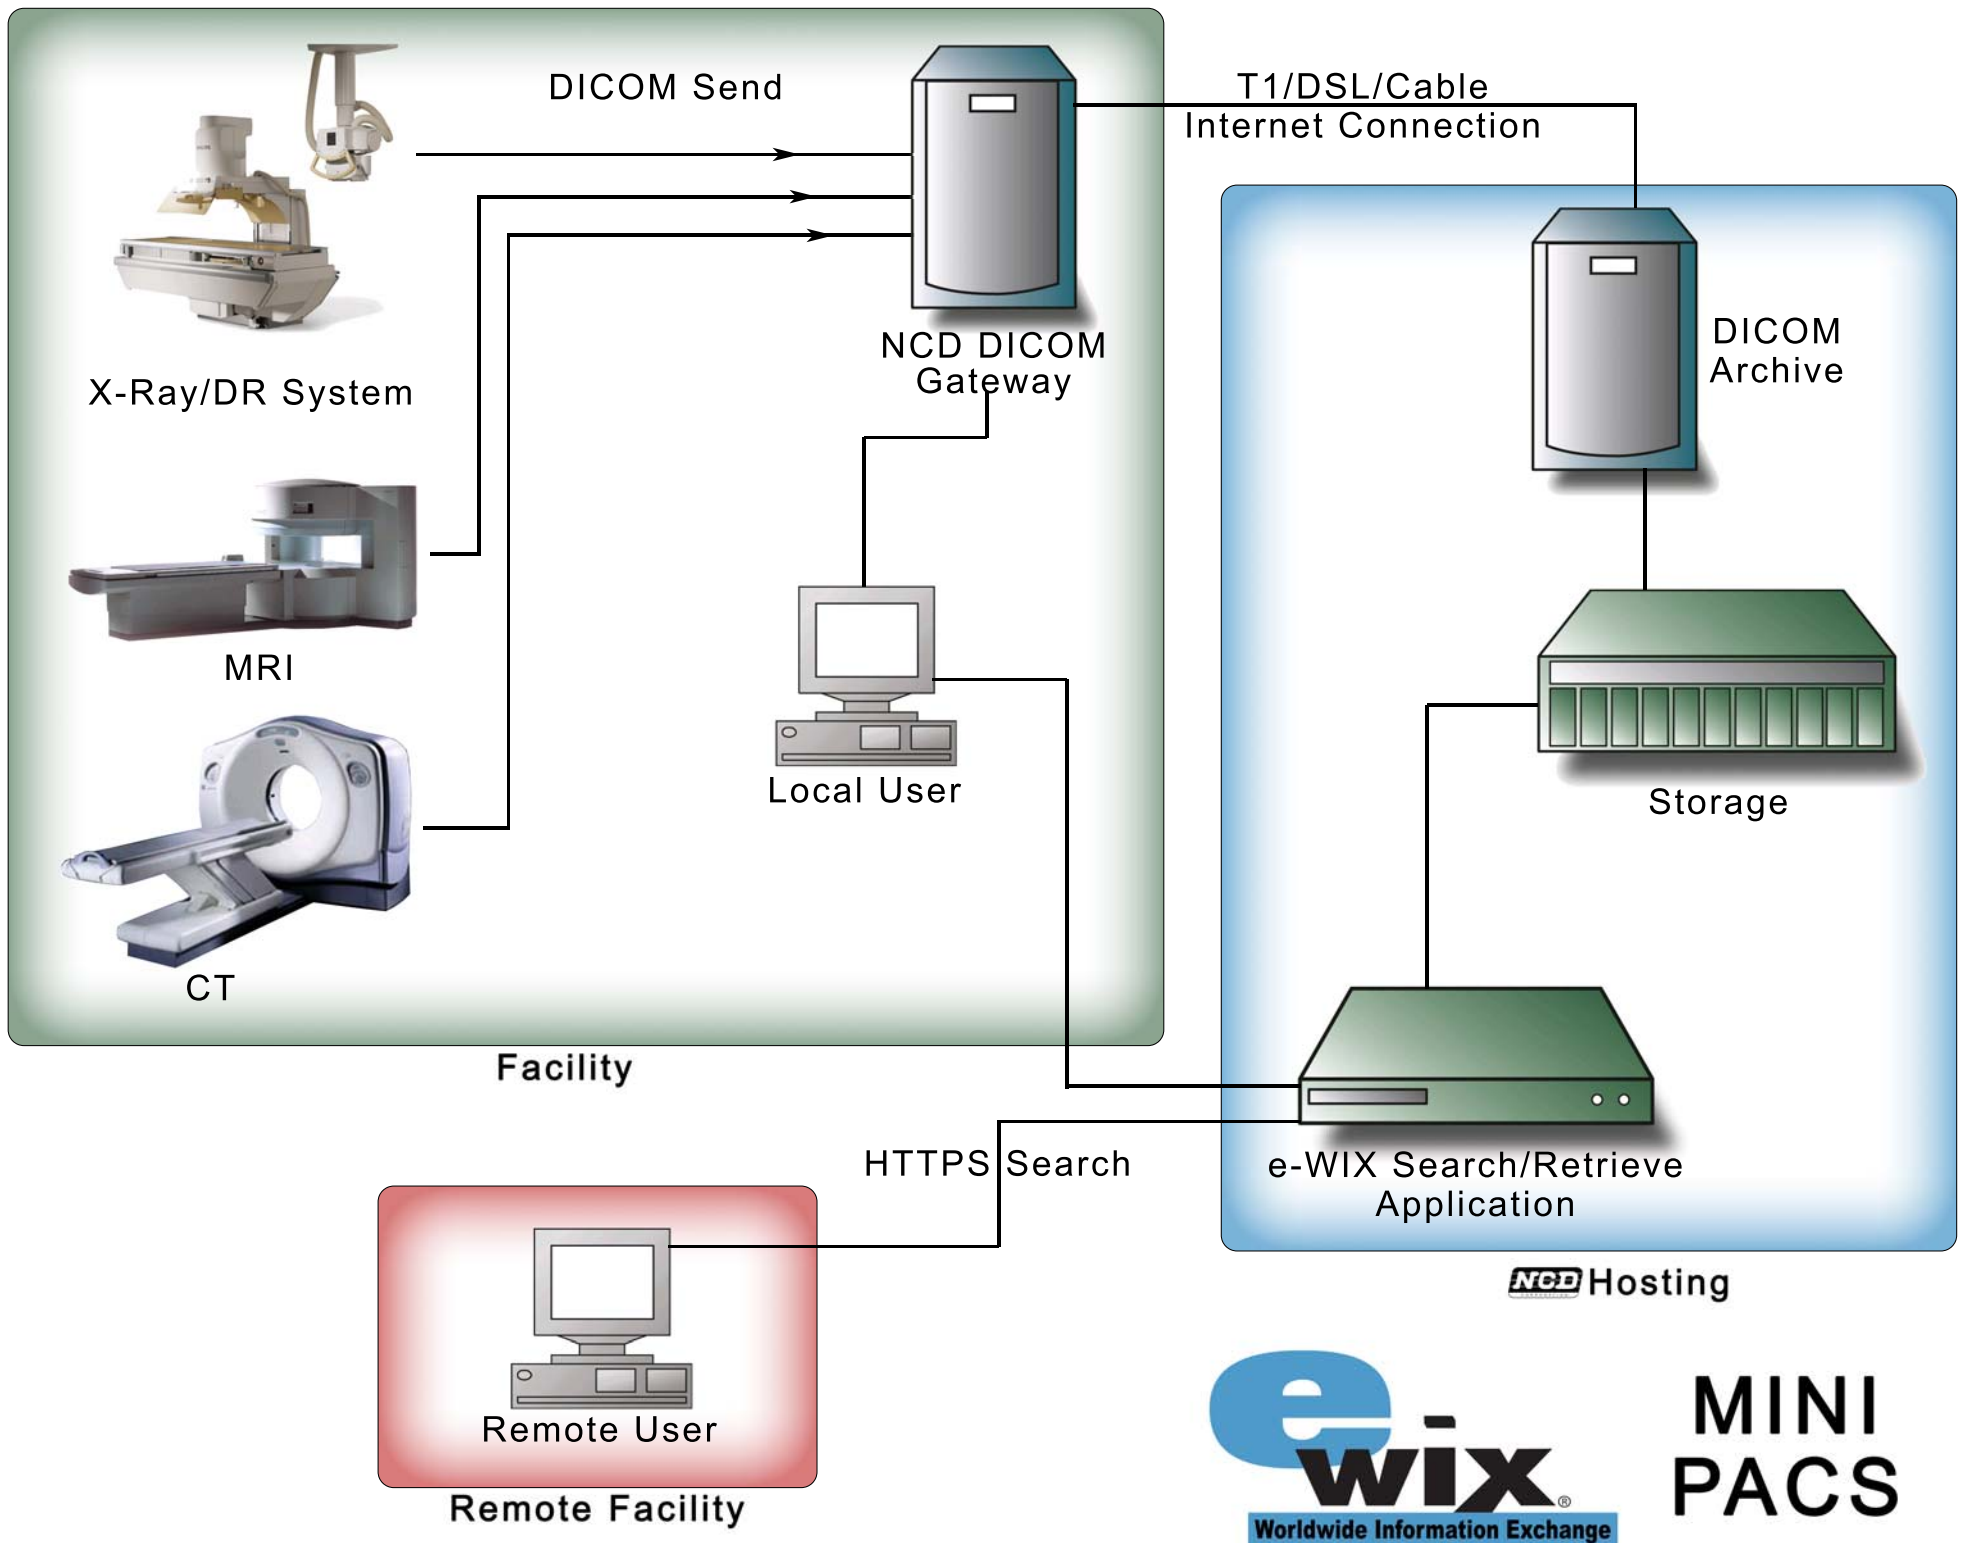 DICOM Send
T1/DSL/Cable
Internet Connection
NCD DICOM
Gateway
DICOM
Archive
X-Ray/DR System
MRI
Local User
Storage
CT
Facility
HTTPS Search
e-WIX Search/Retrieve
Application
NCD Hosting
Remote User
Remote Facility
e
wix®
Worldwide Information Exchange
MINI
PACS